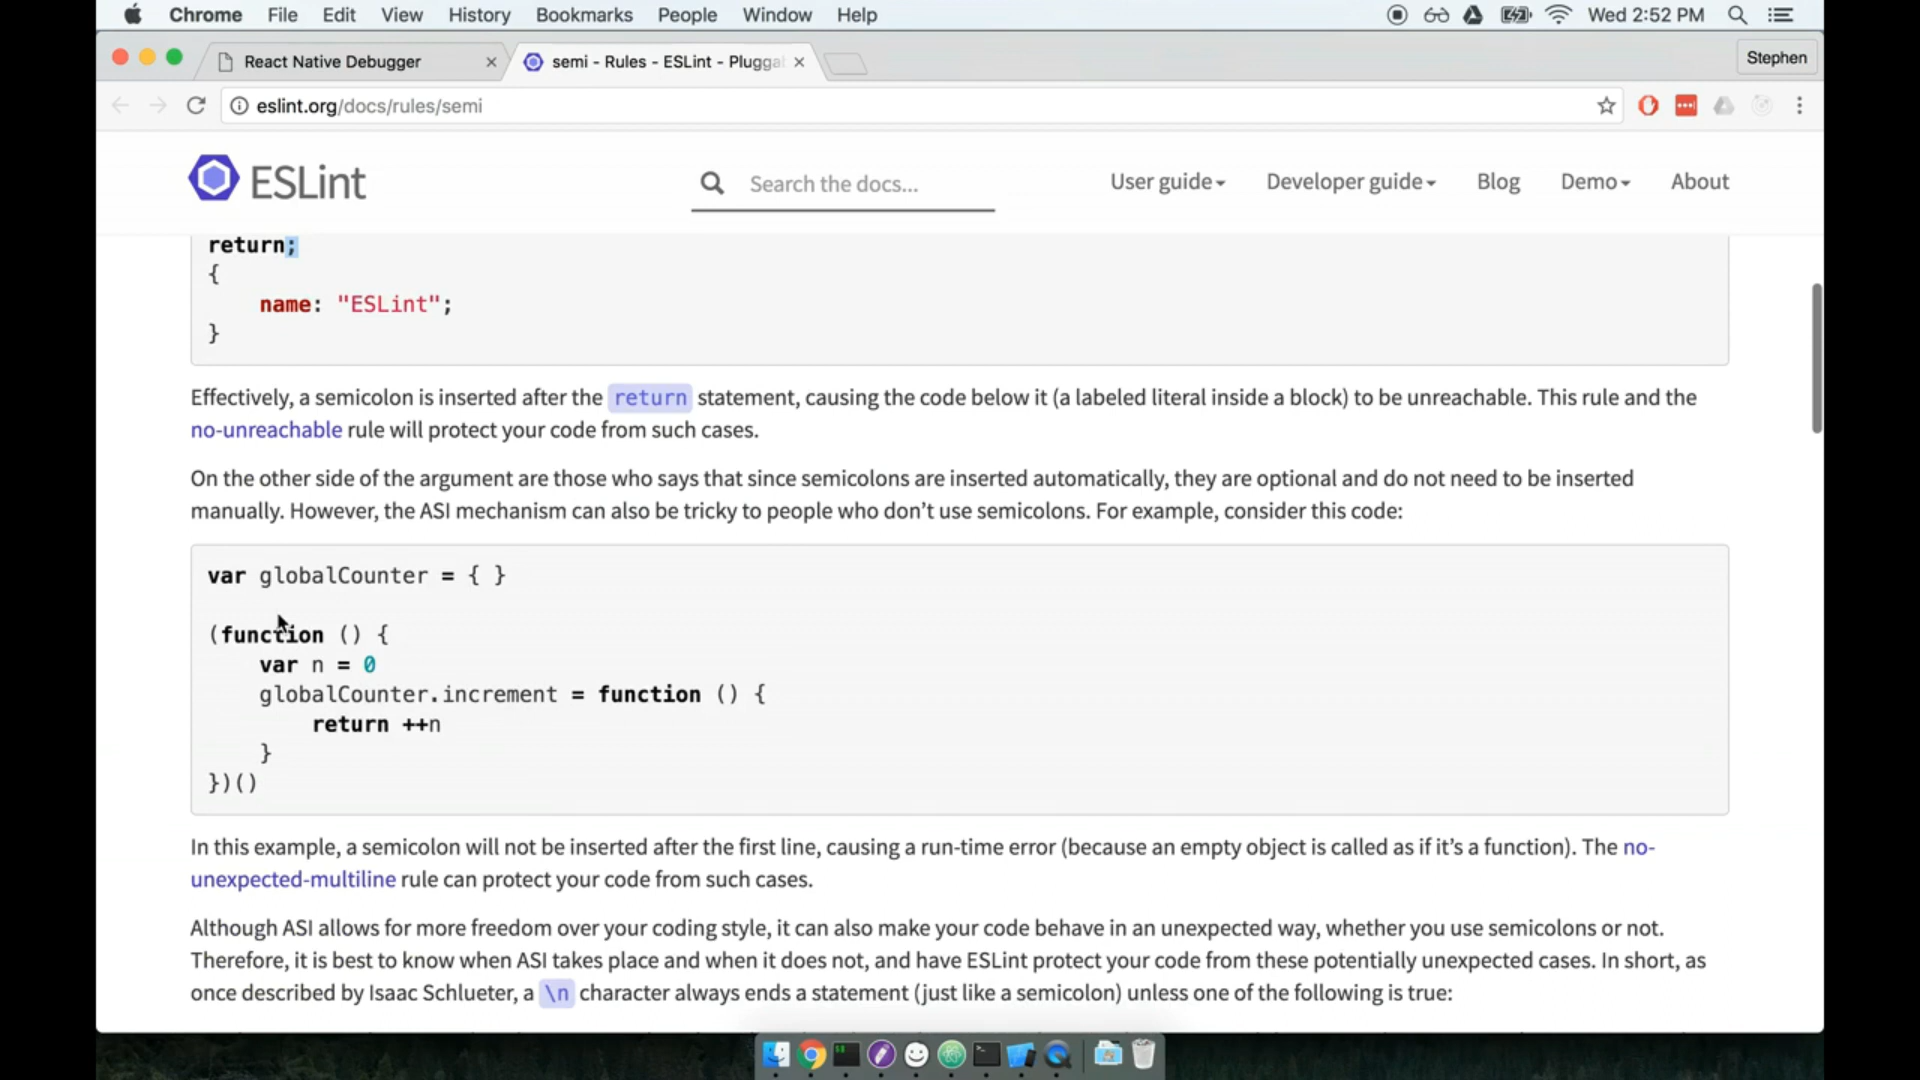 Chrome File Edit View History Bookmarks People Window Help Wed 2:52 PM
React Native Debugger semi - Rules - ESLint - Plugga Stephen
eslint.org/docs/rules/semi
ESLint Search the docs... User guide Developer guide Blog Demo About
return;
{
name: "ESLint";
}
Effectively, a semicolon is inserted after the return statement, causing the code below it (a labeled literal inside a block) to be unreachable. This rule and the
no-unreachable rule will protect your code from such cases.
On the other side of the argument are those who says that since semicolons are inserted automatically, they are optional and do not need to be inserted
manually. However, the ASI mechanism can also be tricky to people who don’t use semicolons. For example, consider this code:
var globalCounter = { }
(function () {
var n = 0
globalCounter.increment = function () {
return ++n
}
})()
In this example, a semicolon will not be inserted after the first line, causing a run-time error (because an empty object is called as if it’s a function). The no-
unexpected-multiline rule can protect your code from such cases.
Although ASI allows for more freedom over your coding style, it can also make your code behave in an unexpected way, whether you use semicolons or not.
Therefore, it is best to know when ASI takes place and when it does not, and have ESLint protect your code from these potentially unexpected cases. In short, as
once described by Isaac Schlueter, a \n character always ends a statement (just like a semicolon) unless one of the following is true: